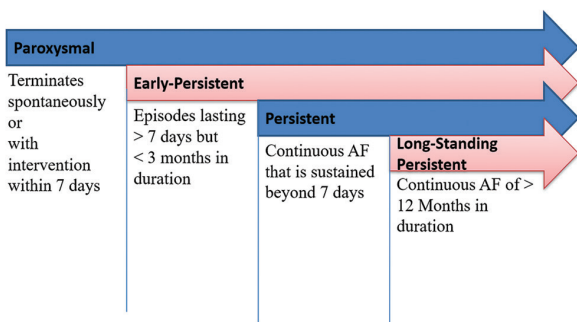 Paroxysmal
Terminates
spontaneously
or
with
intervention
within 7 days
Early-Persistent
Episodes lasting
> 7 days but
< 3 months in
duration
Persistent
Continuous AF
that is sustained
beyond 7 days
Long-Standing
Persistent
Continuous AF of >
12 Months in
duration